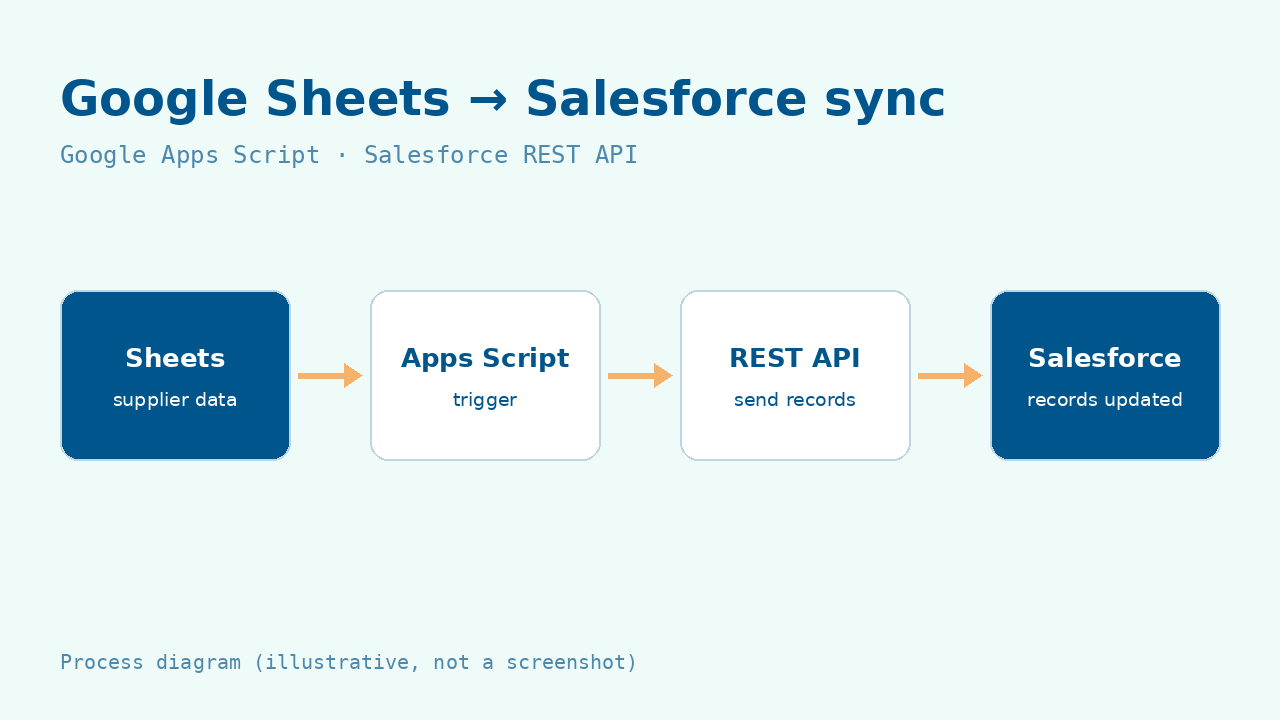 Google Sheets → Salesforce sync
Google Apps Script · Salesforce REST API
Sheets
supplier data
Apps Script
trigger
REST API
send records
Salesforce
records updated
Process diagram (illustrative, not a screenshot)